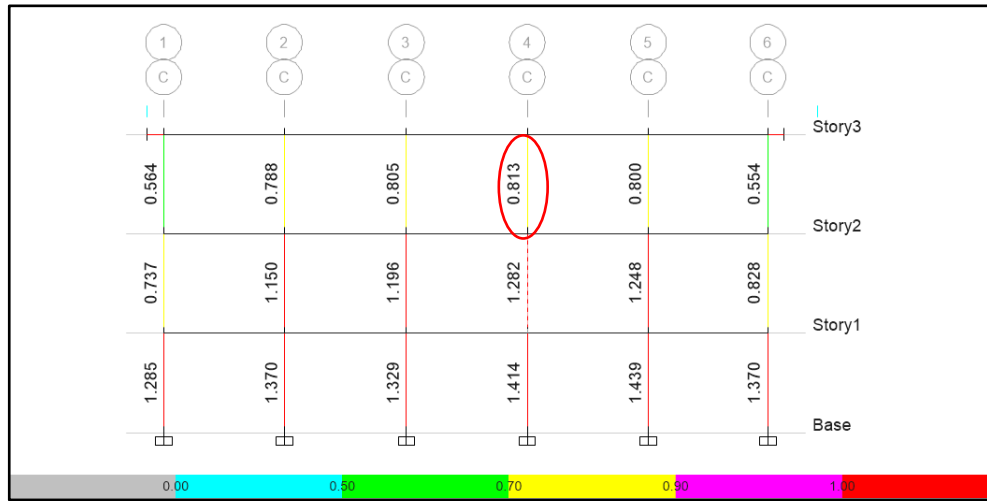 1 2 3 4 5 6
C C C C C C
Story3
0.564 0.788 0.805 0.813 0.800 0.554
Story2
0.737 1.150 1.196 1.282 1.248 0.828
Story1
1.285 1.370 1.329 1.414 1.439 1.370
Base
0.00 0.50 0.70 0.90 1.00